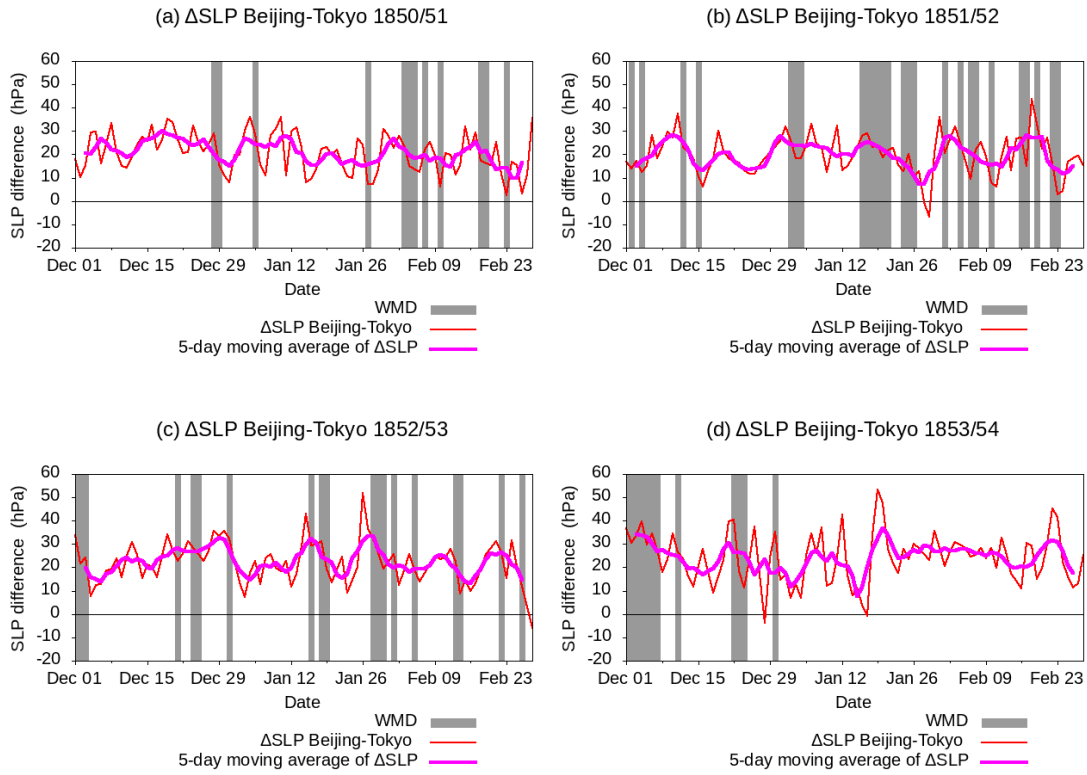 (a) ΔSLP Beijing-Tokyo 1850/51
SLP difference (hPa)
60
50
40
30
20
10
0
-10
-20
Dec 01 Dec 15 Dec 29 Jan 12 Jan 26 Feb 09 Feb 23
Date
WMD
ΔSLP Beijing-Tokyo
5-day moving average of ΔSLP
(b) ΔSLP Beijing-Tokyo 1851/52
SLP difference (hPa)
60
50
40
30
20
10
0
-10
-20
Dec 01 Dec 15 Dec 29 Jan 12 Jan 26 Feb 09 Feb 23
Date
WMD
ΔSLP Beijing-Tokyo
5-day moving average of ΔSLP
(c) ΔSLP Beijing-Tokyo 1852/53
SLP difference (hPa)
60
50
40
30
20
10
0
-10
-20
Dec 01 Dec 15 Dec 29 Jan 12 Jan 26 Feb 09 Feb 23
Date
WMD
ΔSLP Beijing-Tokyo
5-day moving average of ΔSLP
(d) ΔSLP Beijing-Tokyo 1853/54
SLP difference (hPa)
60
50
40
30
20
10
0
-10
-20
Dec 01 Dec 15 Dec 29 Jan 12 Jan 26 Feb 09 Feb 23
Date
WMD
ΔSLP Beijing-Tokyo
5-day moving average of ΔSLP